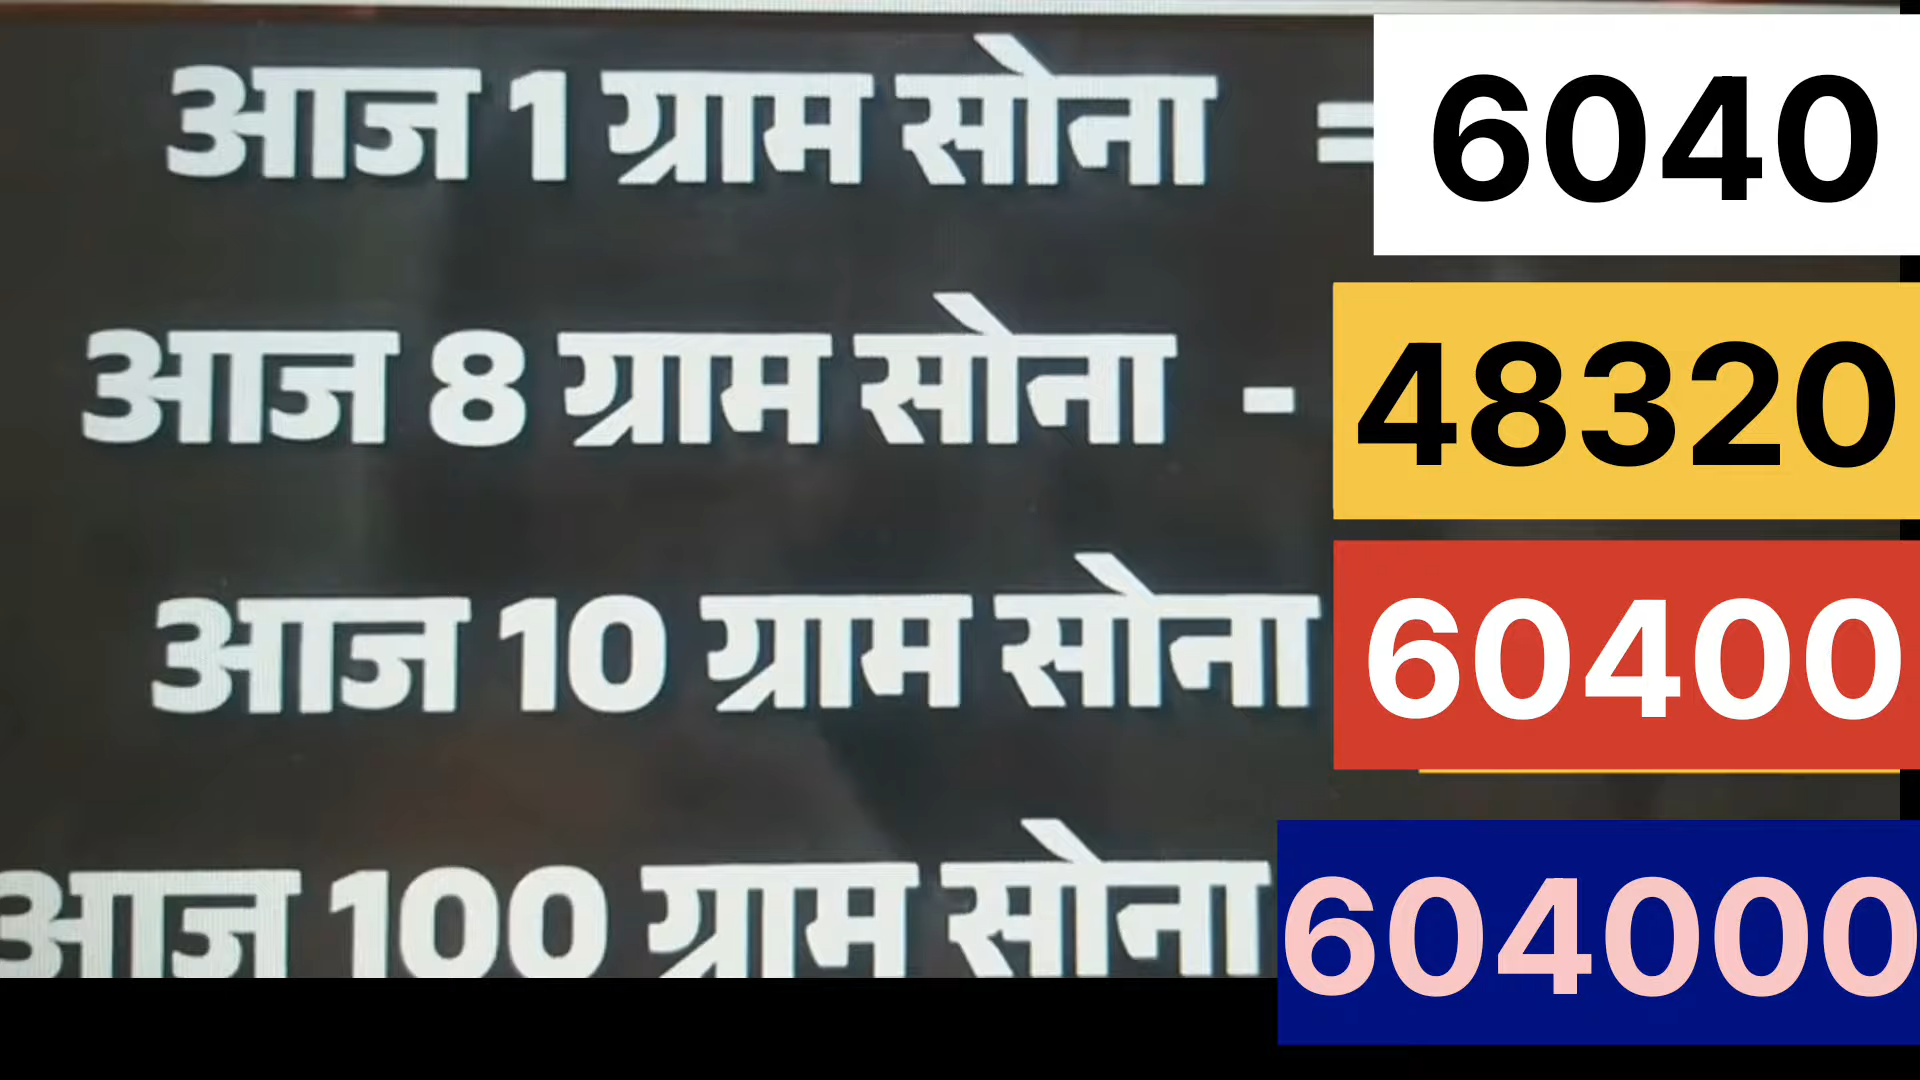 आज 1 ग्राम सोना = 6040
आज 8 ग्राम सोना - 48320
आज 10 ग्राम सोना 60400
आज 100 ग्राम सोना 604000